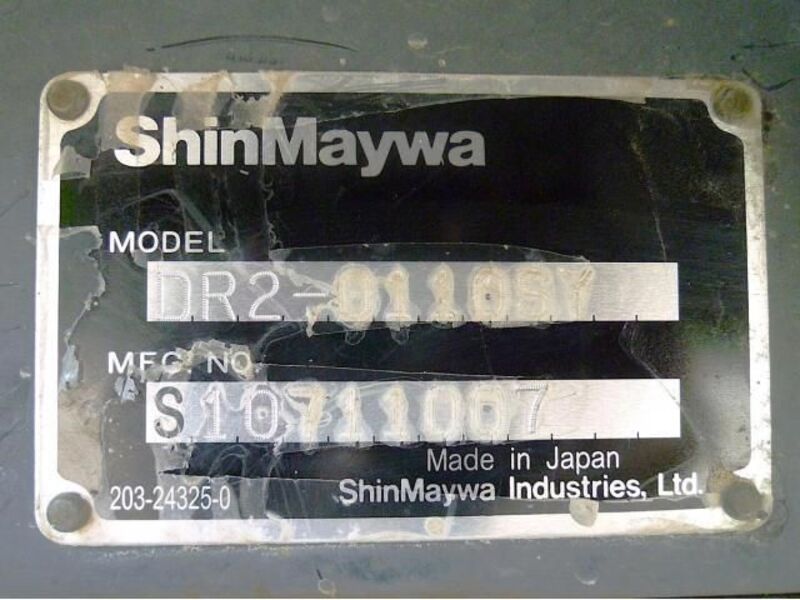 ShinMaywa
MODEL
DR2-0110SY
MFG NO.
S10711007
Made in Japan
203-24325-0
ShinMaywa Industries, Ltd.